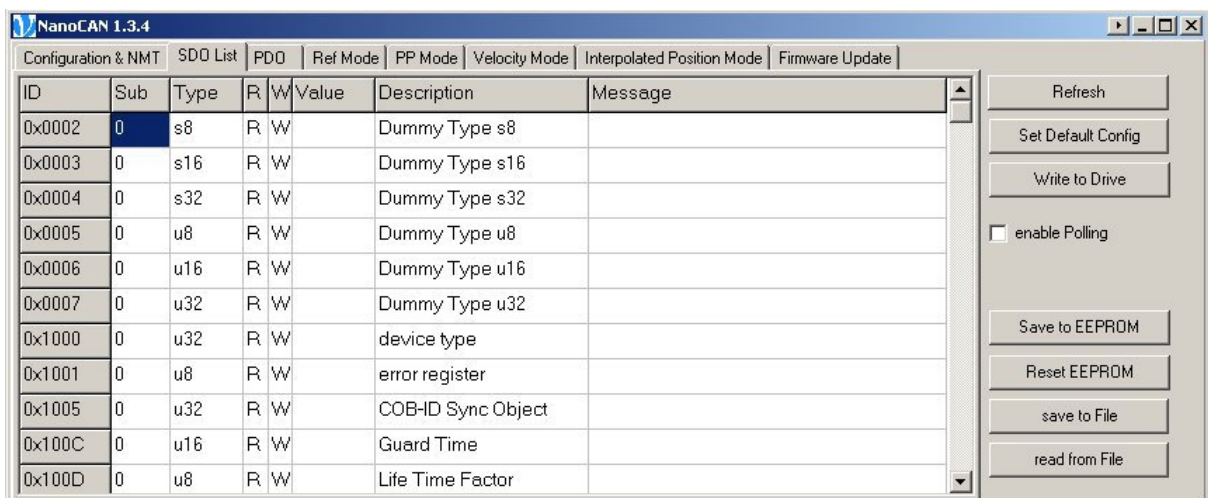 NanoCAN 1.3.4
Configuration & NMT SDO List PDO Ref Mode PP Mode Velocity Mode Interpolated Position Mode Firmware Update
ID Sub Type R W Value Description Message
0x0002 0 s8 R W Dummy Type s8
0x0003 0 s16 R W Dummy Type s16
0x0004 0 s32 R W Dummy Type s32
0x0005 0 u8 R W Dummy Type u8
0x0006 0 u16 R W Dummy Type u16
0x0007 0 u32 R W Dummy Type u32
0x1000 0 u32 R W device type
0x1001 0 u8 R W error register
0x1005 0 u32 R W COB-ID Sync Object
0x100C 0 u16 R W Guard Time
0x100D 0 u8 R W Life Time Factor
Refresh
Set Default Config
Write to Drive
enable Polling
Save to EEPROM
Reset EEPROM
save to File
read from File